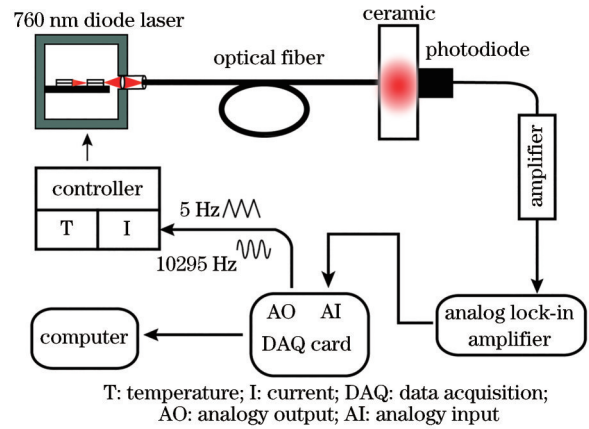 760 nm diode laser
ceramic
optical fiber
photodiode
amplifier
controller
T I
5 Hz
10295 Hz
AO AI
DAQ card
computer
analog lock-in
amplifier
T: temperature; I: current; DAQ: data acquisition;
AO: analogy output; AI: analogy input